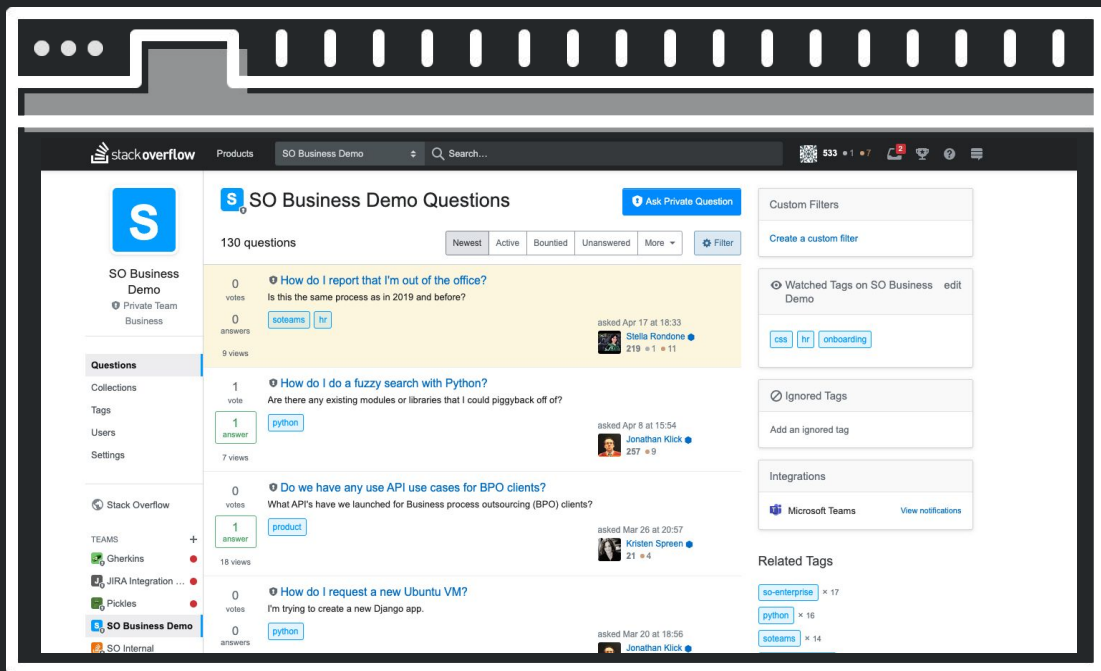 stackoverflow Products SO Business Demo Search... 533 1 7 2
S
SO Business
Demo
Private Team
Business
Questions
Collections
Tags
Users
Settings
Stack Overflow
TEAMS +
Gherkins
JIRA Integration ...
Pickles
S SO Business Demo
SO Internal
S SO Business Demo Questions
Ask Private Question
130 questions
Newest Active Bountied Unanswered More Filter
0
votes
0
answers
9 views
How do I report that I'm out of the office?
Is this the same process as in 2019 and before?
soteams hr
asked Apr 17 at 18:33
Stella Rondone
219 1 11
1
vote
1
answer
7 views
How do I do a fuzzy search with Python?
Are there any existing modules or libraries that I could piggyback off of?
python
asked Apr 8 at 15:54
Jonathan Klick
257 9
0
votes
1
answer
18 views
Do we have any use API use cases for BPO clients?
What API's have we launched for Business process outsourcing (BPO) clients?
product
asked Mar 26 at 20:57
Kristen Spreen
21 4
0
votes
0
answers
How do I request a new Ubuntu VM?
I'm trying to create a new Django app.
python
asked Mar 20 at 18:56
Jonathan Klick
Custom Filters
Create a custom filter
Watched Tags on SO Business edit
Demo
css hr onboarding
Ignored Tags
Add an ignored tag
Integrations
Microsoft Teams View notifications
Related Tags
so-enterprise × 17
python × 16
soteams × 14